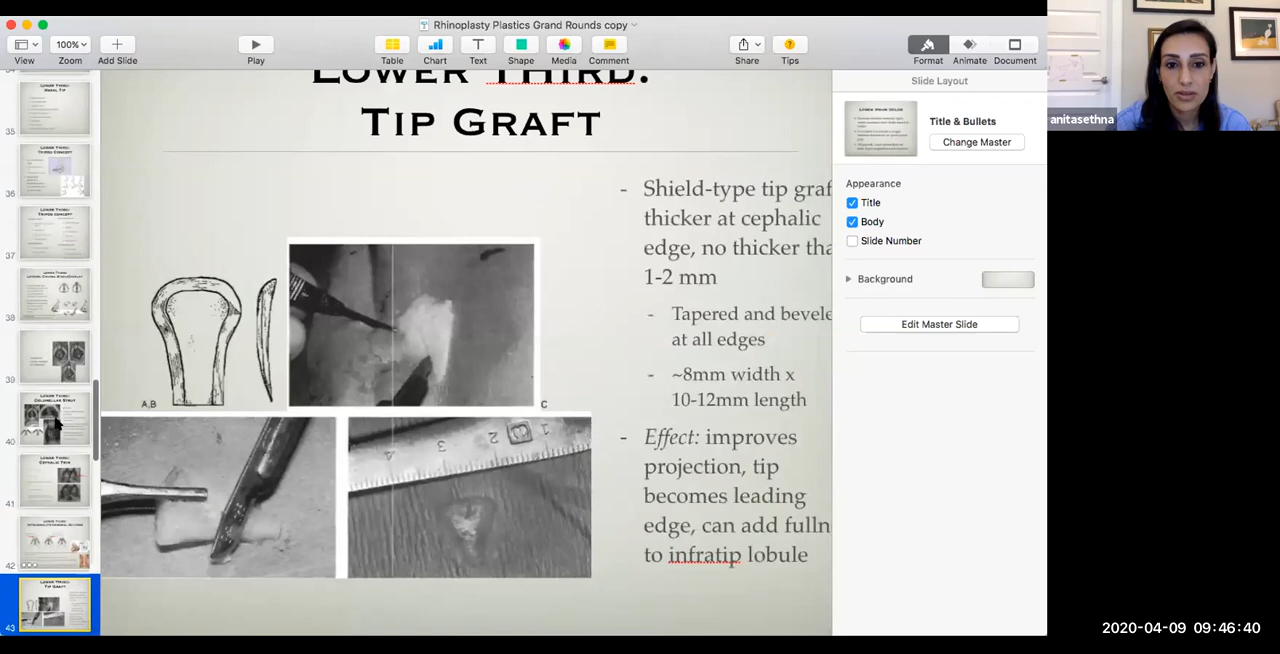 Rhinoplasty Plastics Grand Rounds copy
100%
View
Zoom
Add Slide
Play
Table
Chart
Text
Shape
Media
Comment
Share
Tips
Format
Animate
Document
LOWER THIRD:
TIP GRAFT
- Shield-type tip graf
thicker at cephalic
edge, no thicker tha
1-2 mm
- Tapered and bevele
at all edges
- ~8mm width x
10-12mm length
- Effect: improves
projection, tip
becomes leading
edge, can add fulln
to infratip lobule
A,B
C
4
3
2
1
35
36
37
38
39
40
41
42
43
Slide Layout
Title & Bullets
Change Master
Appearance
Title
Body
Slide Number
Background
Edit Master Slide
anitasethna
2020-04-09 09:46:40